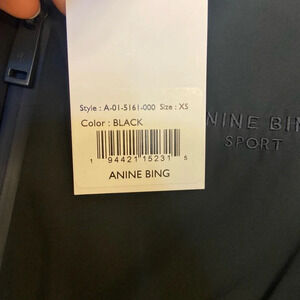 Style : A-01-5161-000 Size : XS
Color : BLACK
1 94421 15231 5
ANINE BING
ANINE BING
SPORT